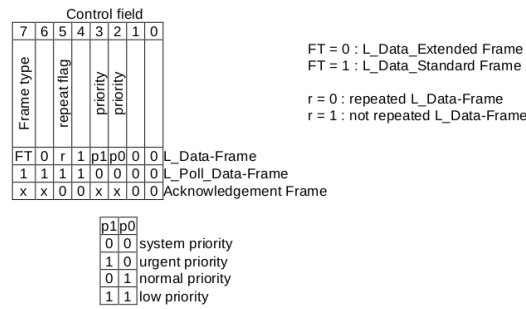 Control field
7 6 5 4 3 2 1 0
Frame type repeat flag priority priority
FT 0 r 1 p1 p0 0 0 L_Data-Frame
1 1 1 1 0 0 0 0 L_Poll_Data-Frame
x x 0 0 x x 0 0 Acknowledgement Frame
FT = 0 : L_Data_Extended Frame
FT = 1 : L_Data_Standard Frame
r = 0 : repeated L_Data-Frame
r = 1 : not repeated L_Data-Frame
p1 p0
0 0 system priority
1 0 urgent priority
0 1 normal priority
1 1 low priority